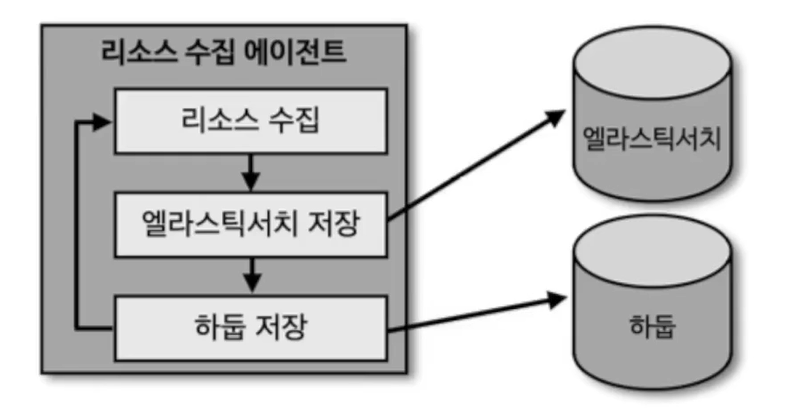 리소스 수집 에이전트
리소스 수집
엘라스틱서치 저장
하둡 저장
엘라스틱서치
하둡